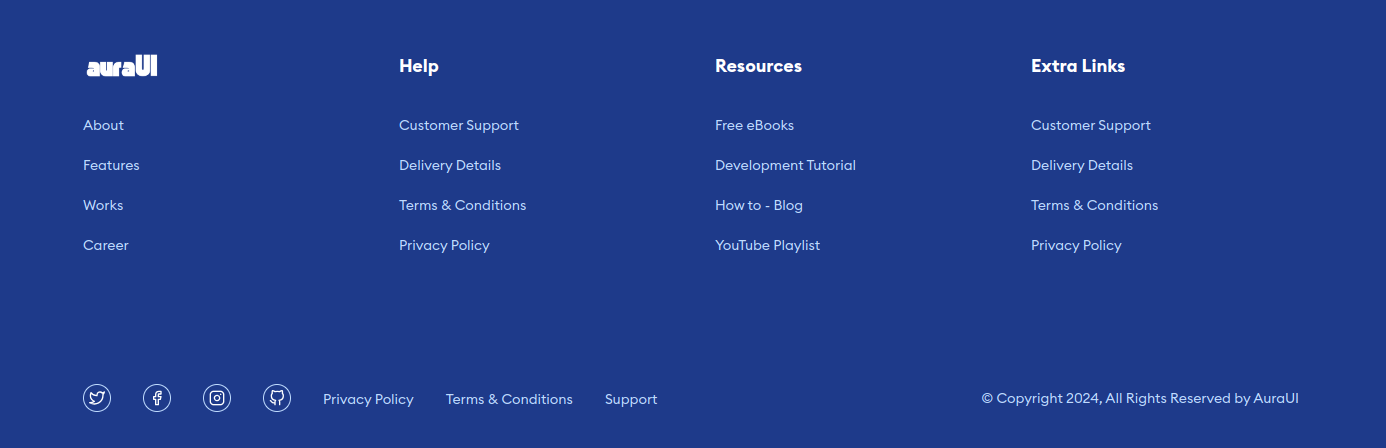 auraUI
About
Features
Works
Career
Help
Customer Support
Delivery Details
Terms & Conditions
Privacy Policy
Resources
Free eBooks
Development Tutorial
How to - Blog
YouTube Playlist
Extra Links
Customer Support
Delivery Details
Terms & Conditions
Privacy Policy
Privacy Policy
Terms & Conditions
Support
© Copyright 2024, All Rights Reserved by AuraUI